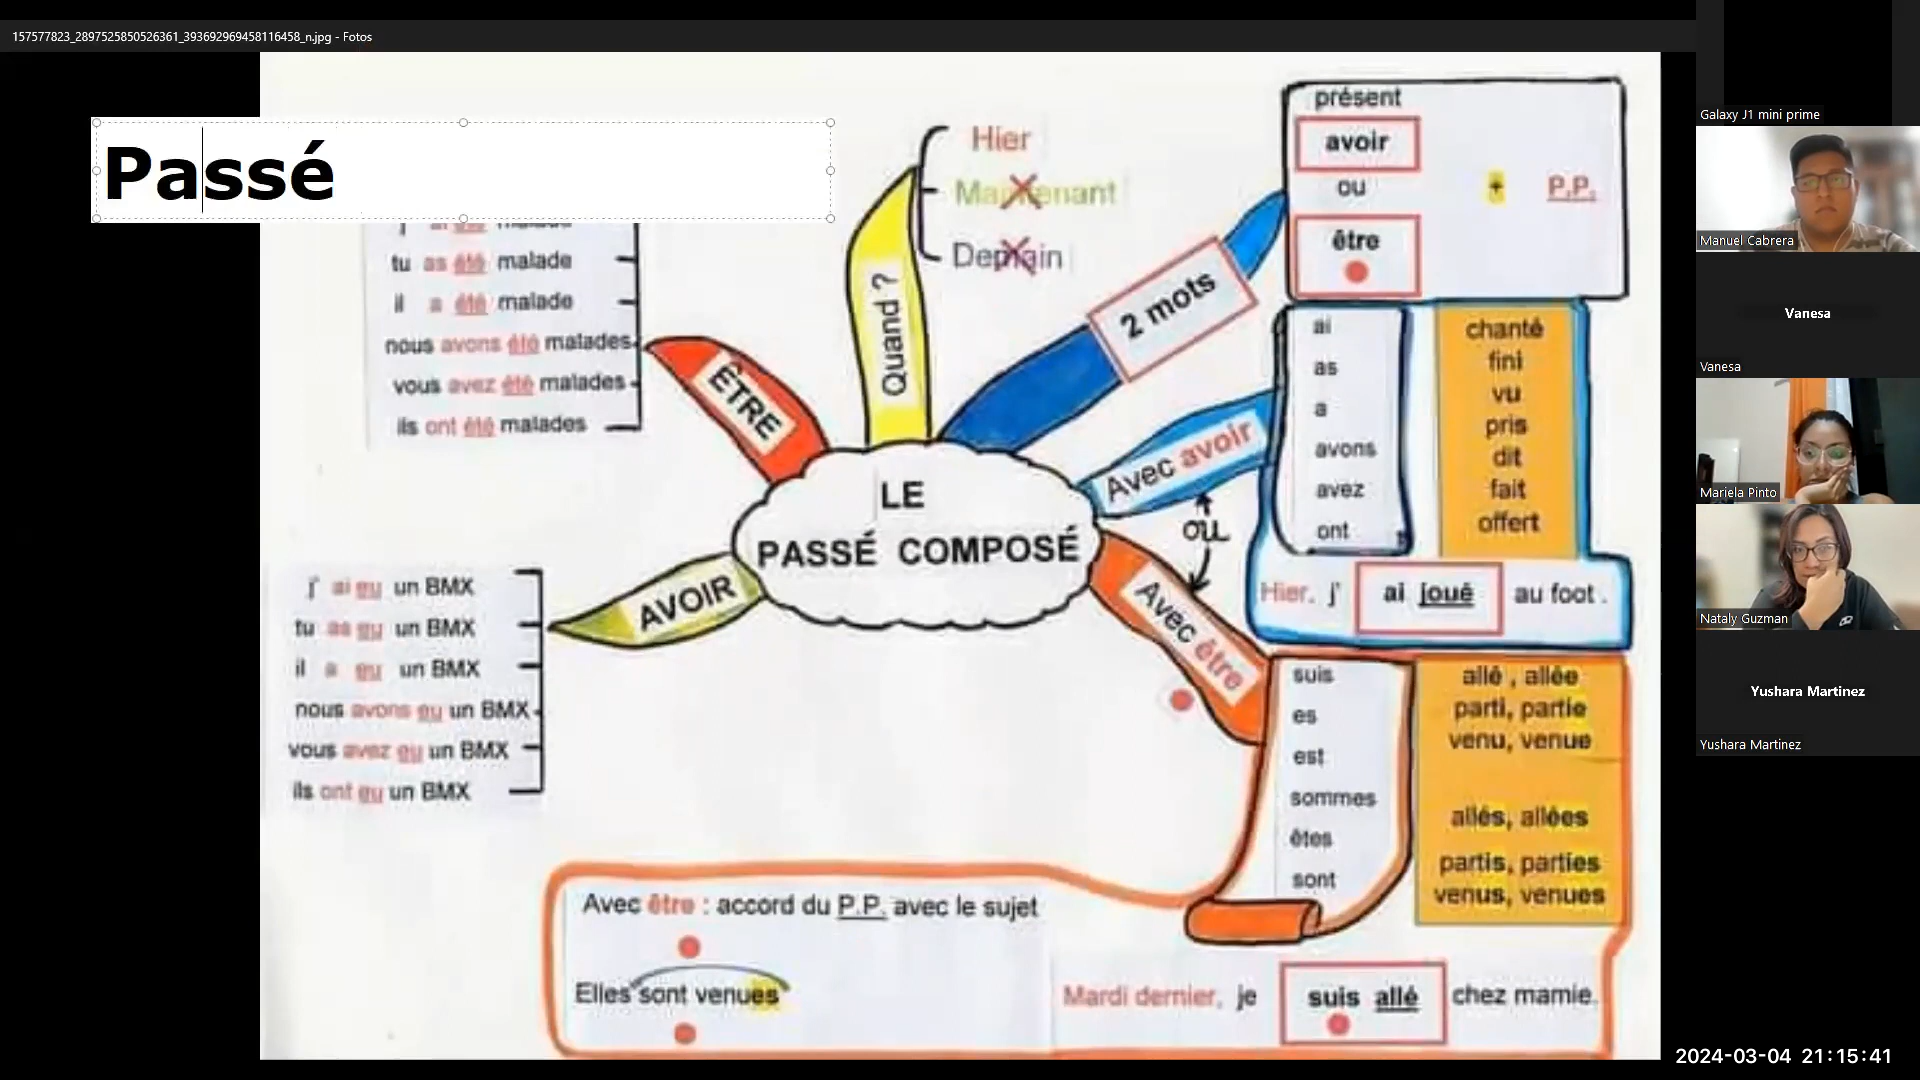 157577823_2897525850526361_393692969458116458_n.jpg - Fotos
Passé
tu as été malade
il a été malade
nous avons été malades
vous avez été malades
ils ont été malades
ÊTRE
Quand ?
Hier
Maintenant
Demain
2 mots
présent
avoir
ou
être
+ P.P.
Avec avoir
ai
as
a
avons
avez
ont
chanté
fini
vu
pris
dit
fait
offert
Hier, j' ai joué au foot .
ou
LE
PASSÉ COMPOSÉ
AVOIR
j' ai eu un BMX
tu as eu un BMX
il a eu un BMX
nous avons eu un BMX
vous avez eu un BMX
ils ont eu un BMX
Avec être
suis
es
est
sommes
êtes
sont
allé , allée
parti, partie
venu, venue
allés, allées
partis, parties
venus, venues
Avec être : accord du P.P. avec le sujet
Elles sont venues
Mardi dernier, je suis allé chez mamie.
Galaxy J1 mini prime
Manuel Cabrera
Vanesa
Vanesa
Mariela Pinto
Nataly Guzman
Yushara Martinez
Yushara Martinez
2024-03-04 21:15:41